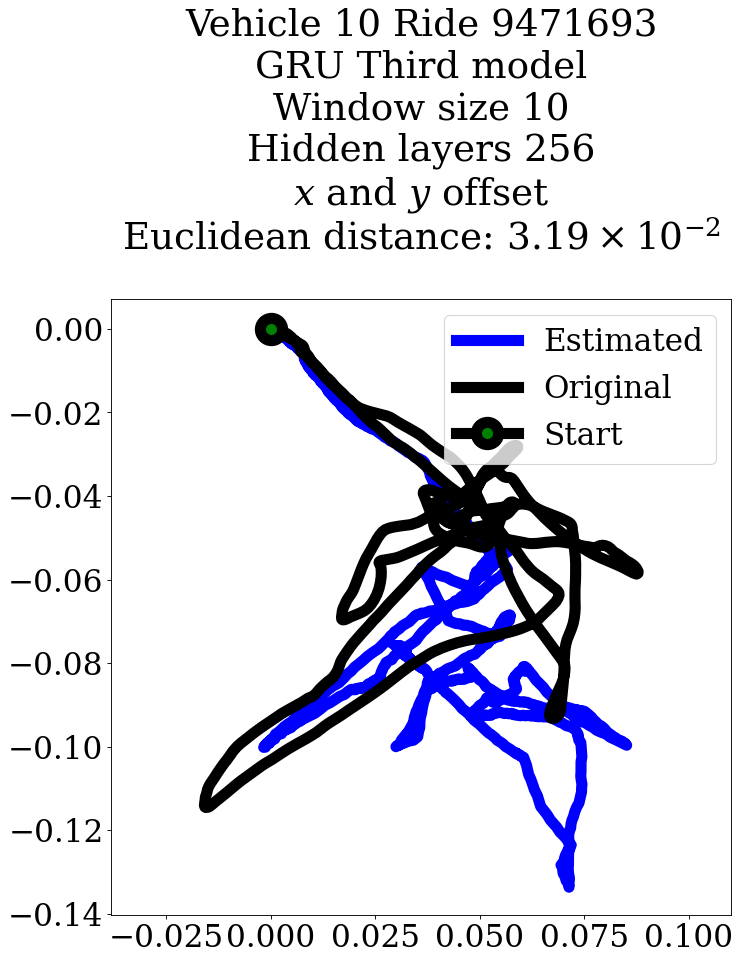 Vehicle 10 Ride 9471693
GRU Third model
Window size 10
Hidden layers 256
x and y offset
Euclidean distance: 3.19 × 10⁻²
Estimated
Original
Start
0.00
−0.02
−0.04
−0.06
−0.08
−0.10
−0.12
−0.14
−0.025 0.000 0.025 0.050 0.075 0.100